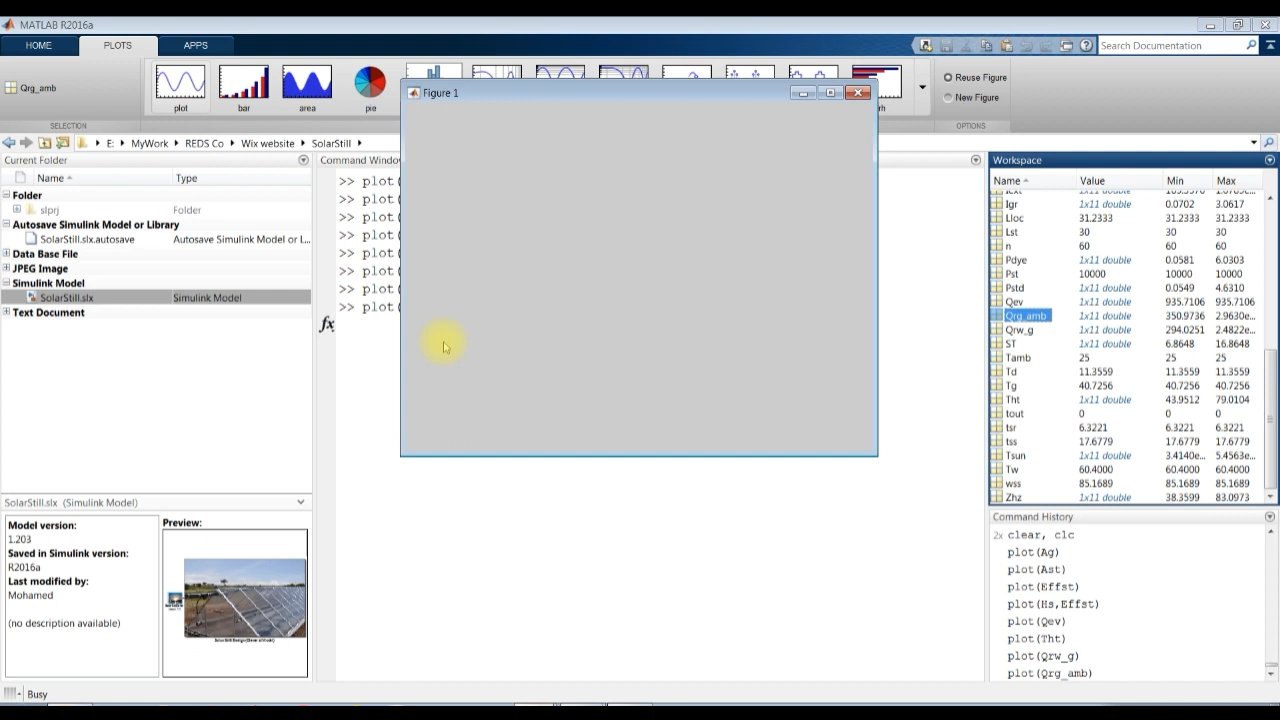 MATLAB R2016a
HOME
PLOTS
APPS
Search Documentation
Qrg_amb
plot
bar
area
pie
Reuse Figure
New Figure
SELECTION
OPTIONS
Figure 1
E:
MyWork
REDS Co
Wix website
SolarStill
Current Folder
Name
Type
Folder
slprj
Folder
Autosave Simulink Model or Library
SolarStill.slx.autosave
Autosave Simulink Model or L...
Data Base File
JPEG Image
Simulink Model
SolarStill.slx
Simulink Model
Text Document
Command Window
>> plot(
>> plot(
>> plot(
>> plot(
>> plot(
>> plot(
>> plot(
>> plot(
fx
Workspace
Name Value Min Max
Igr 1x11 double 0.0702 3.0617
Lloc 31.2333 31.2333 31.2333
Lst 30 30 30
n 60 60 60
Pdye 1x11 double 0.0581 6.0303
Pst 10000 10000 10000
Pstd 1x11 double 0.0549 4.6310
Qev 1x11 double 935.7106 935.7106
Qrg_amb 1x11 double 350.9736 2.9630e...
Qrw_g 1x11 double 294.0251 2.4822e...
ST 1x11 double 6.8648 16.8648
Tamb 25 25 25
Td 11.3559 11.3559 11.3559
Tg 40.7256 40.7256 40.7256
Tht 1x11 double 43.9512 79.0104
tout 0 0 0
tsr 6.3221 6.3221 6.3221
tss 17.6779 17.6779 17.6779
Tsun 1x11 double 3.4140e... 5.4563e...
Tw 60.4000 60.4000 60.4000
wss 85.1689 85.1689 85.1689
Zhz 1x11 double 38.3599 83.0973
SolarStill.slx (Simulink Model)
Model version:
1.203
Saved in Simulink version:
R2016a
Last modified by:
Mohamed
(no description available)
Preview:
Command History
2x clear, clc
plot(Ag)
plot(Ast)
plot(Effst)
plot(Hs,Effst)
plot(Qev)
plot(Tht)
plot(Qrw_g)
plot(Qrg_amb)
Busy